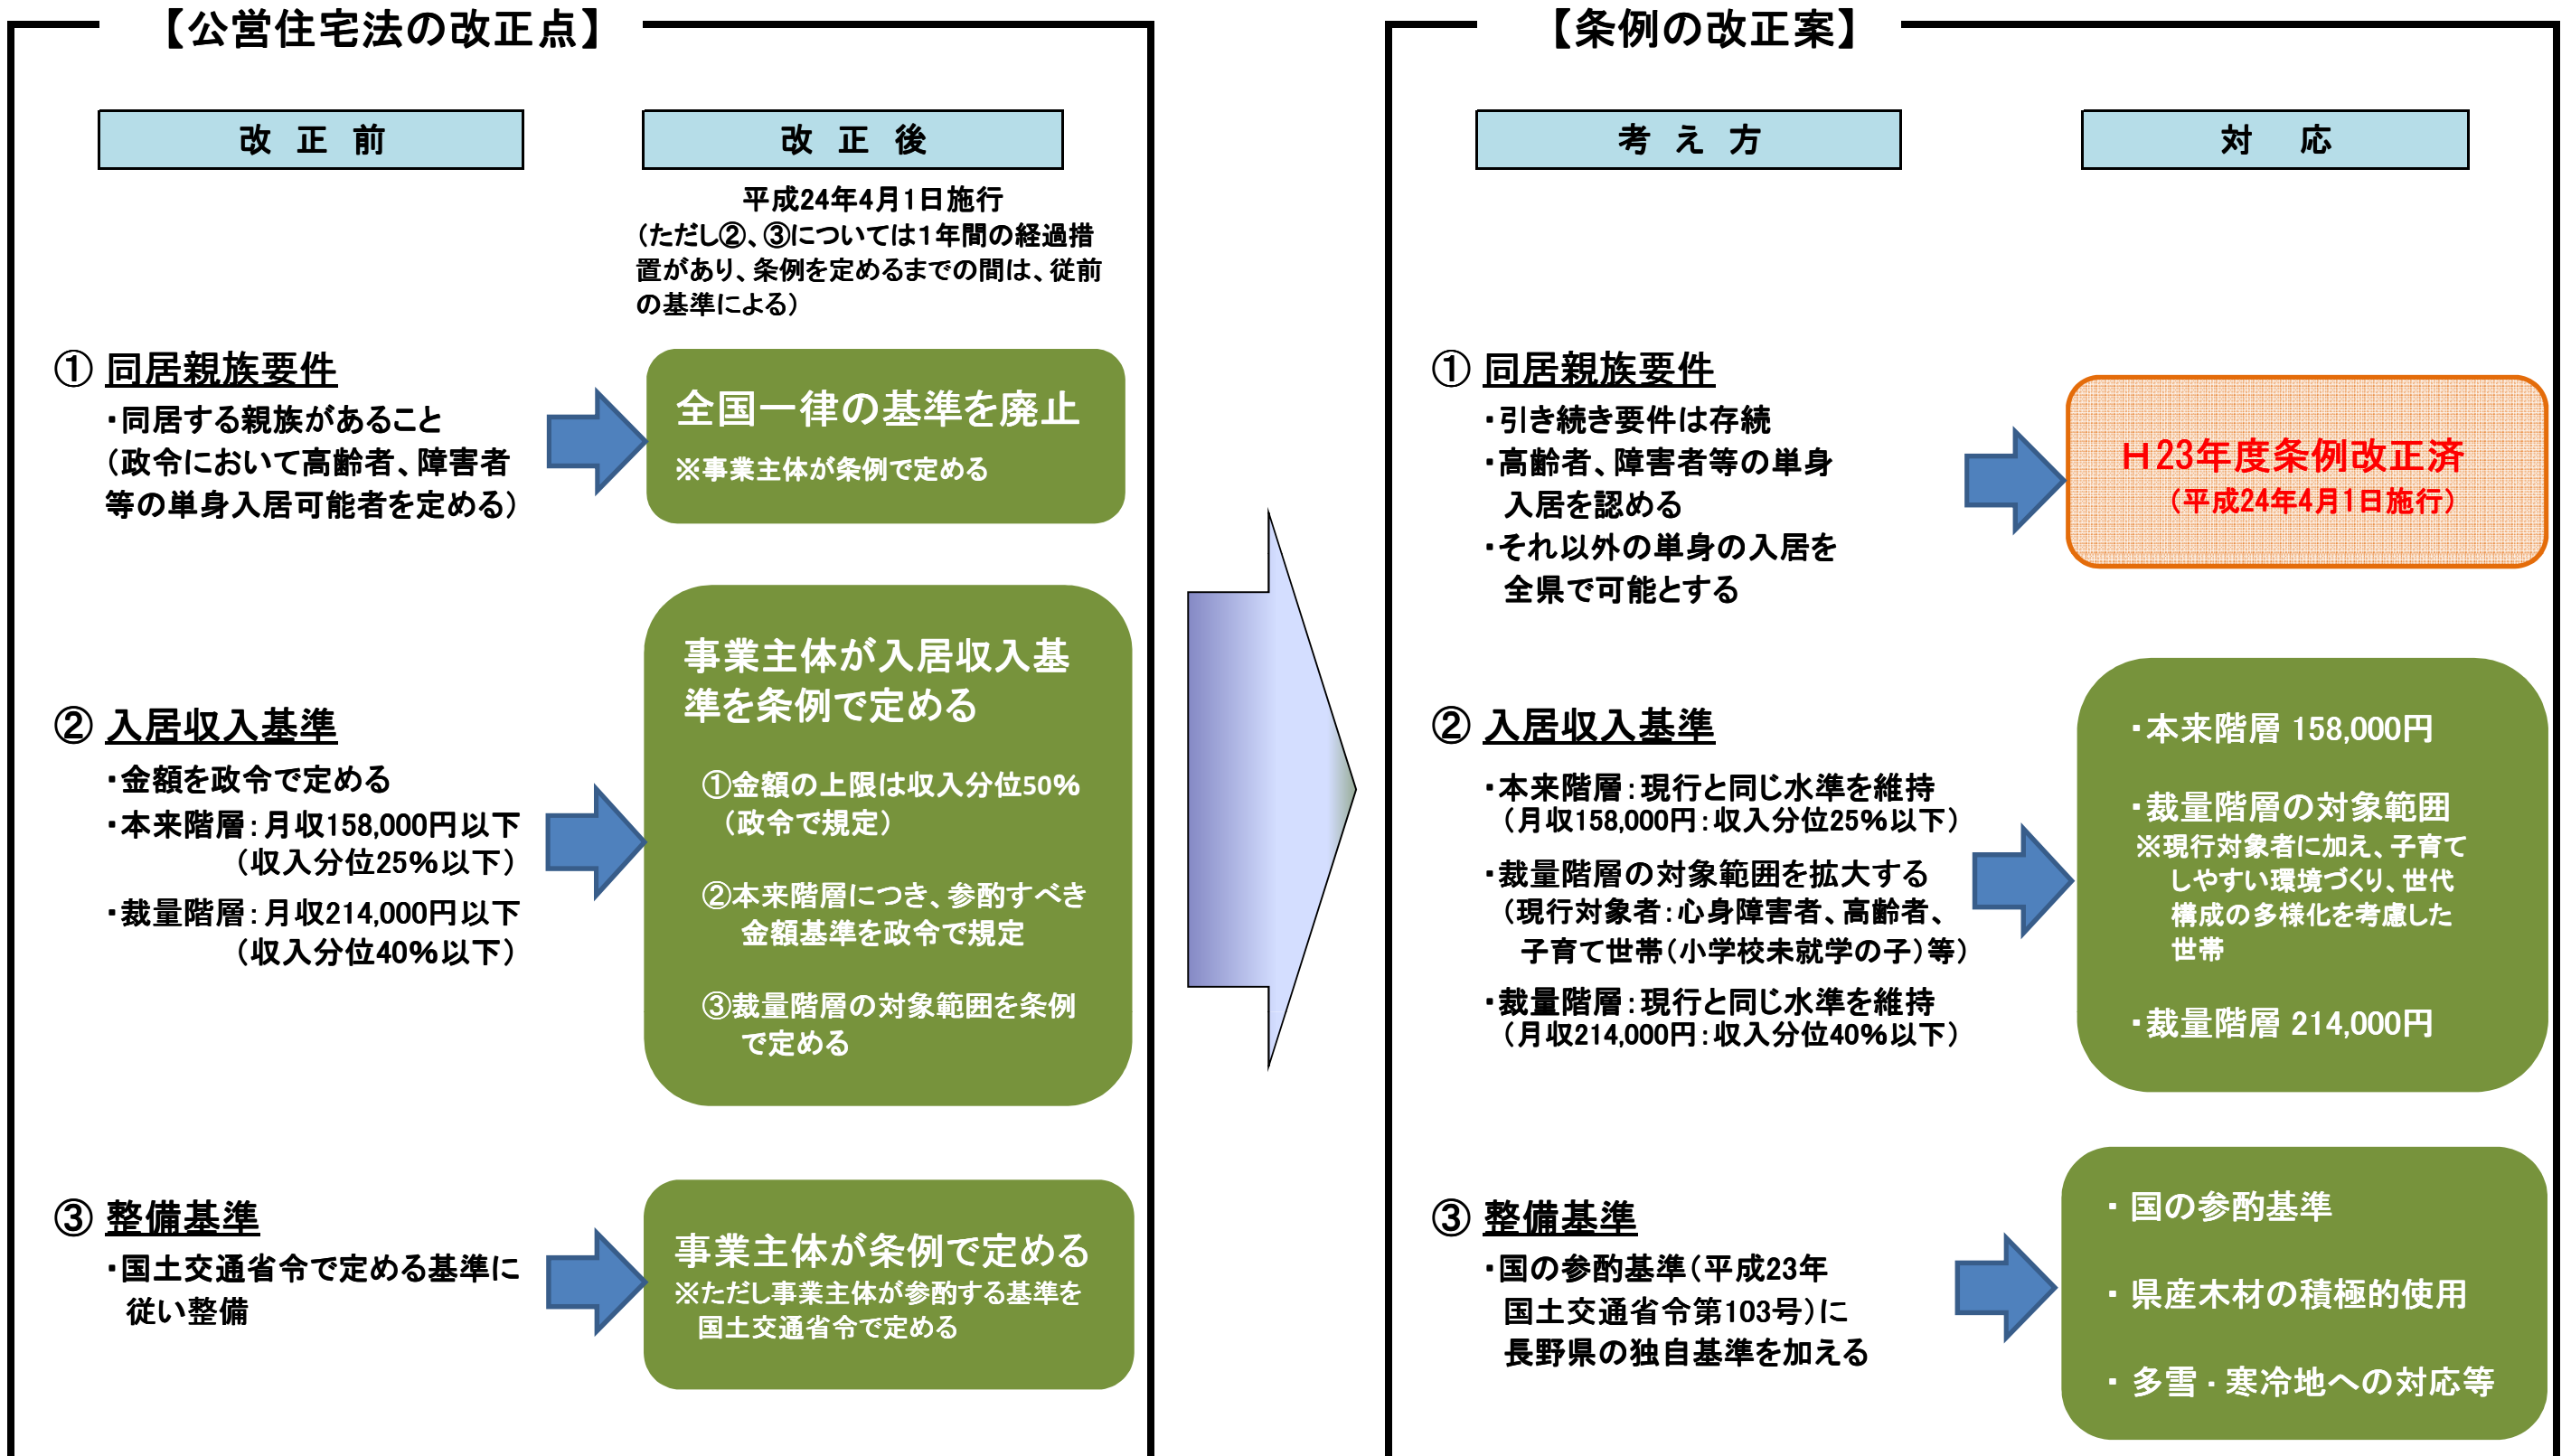 【公営住宅法の改正点】
改正前
改正後
平成24年4月1日施行
（ただし②、③については１年間の経過措
置があり、条例を定めるまでの間は、従前
の基準による）
① 同居親族要件
・同居する親族があること
（政令において高齢者、障害者
等の単身入居可能者を定める）
全国一律の基準を廃止
※事業主体が条例で定める
② 入居収入基準
・金額を政令で定める
・本来階層：月収158,000円以下
（収入分位25％以下）
・裁量階層：月収214,000円以下
（収入分位40％以下）
事業主体が入居収入基
準を条例で定める
①金額の上限は収入分位50％
（政令で規定）
②本来階層につき、参酌すべき
金額基準を政令で規定
③裁量階層の対象範囲を条例
で定める
③ 整備基準
・国土交通省令で定める基準に
従い整備
事業主体が条例で定める
※ただし事業主体が参酌する基準を
国土交通省令で定める
【条例の改正案】
考え方
対応
① 同居親族要件
・引き続き要件は存続
・高齢者、障害者等の単身
入居を認める
・それ以外の単身の入居を
全県で可能とする
Ｈ23年度条例改正済
（平成24年4月1日施行）
② 入居収入基準
・本来階層：現行と同じ水準を維持
（月収158,000円：収入分位25％以下）
・裁量階層の対象範囲を拡大する
（現行対象者：心身障害者、高齢者、
子育て世帯（小学校未就学の子）等）
・裁量階層：現行と同じ水準を維持
（月収214,000円：収入分位40％以下）
・本来階層 158,000円
・裁量階層の対象範囲
※現行対象者に加え、子育て
しやすい環境づくり、世代
構成の多様化を考慮した
世帯
・裁量階層 214,000円
③ 整備基準
・国の参酌基準（平成23年
国土交通省令第103号）に
長野県の独自基準を加える
・ 国の参酌基準
・ 県産木材の積極的使用
・ 多雪・寒冷地への対応等